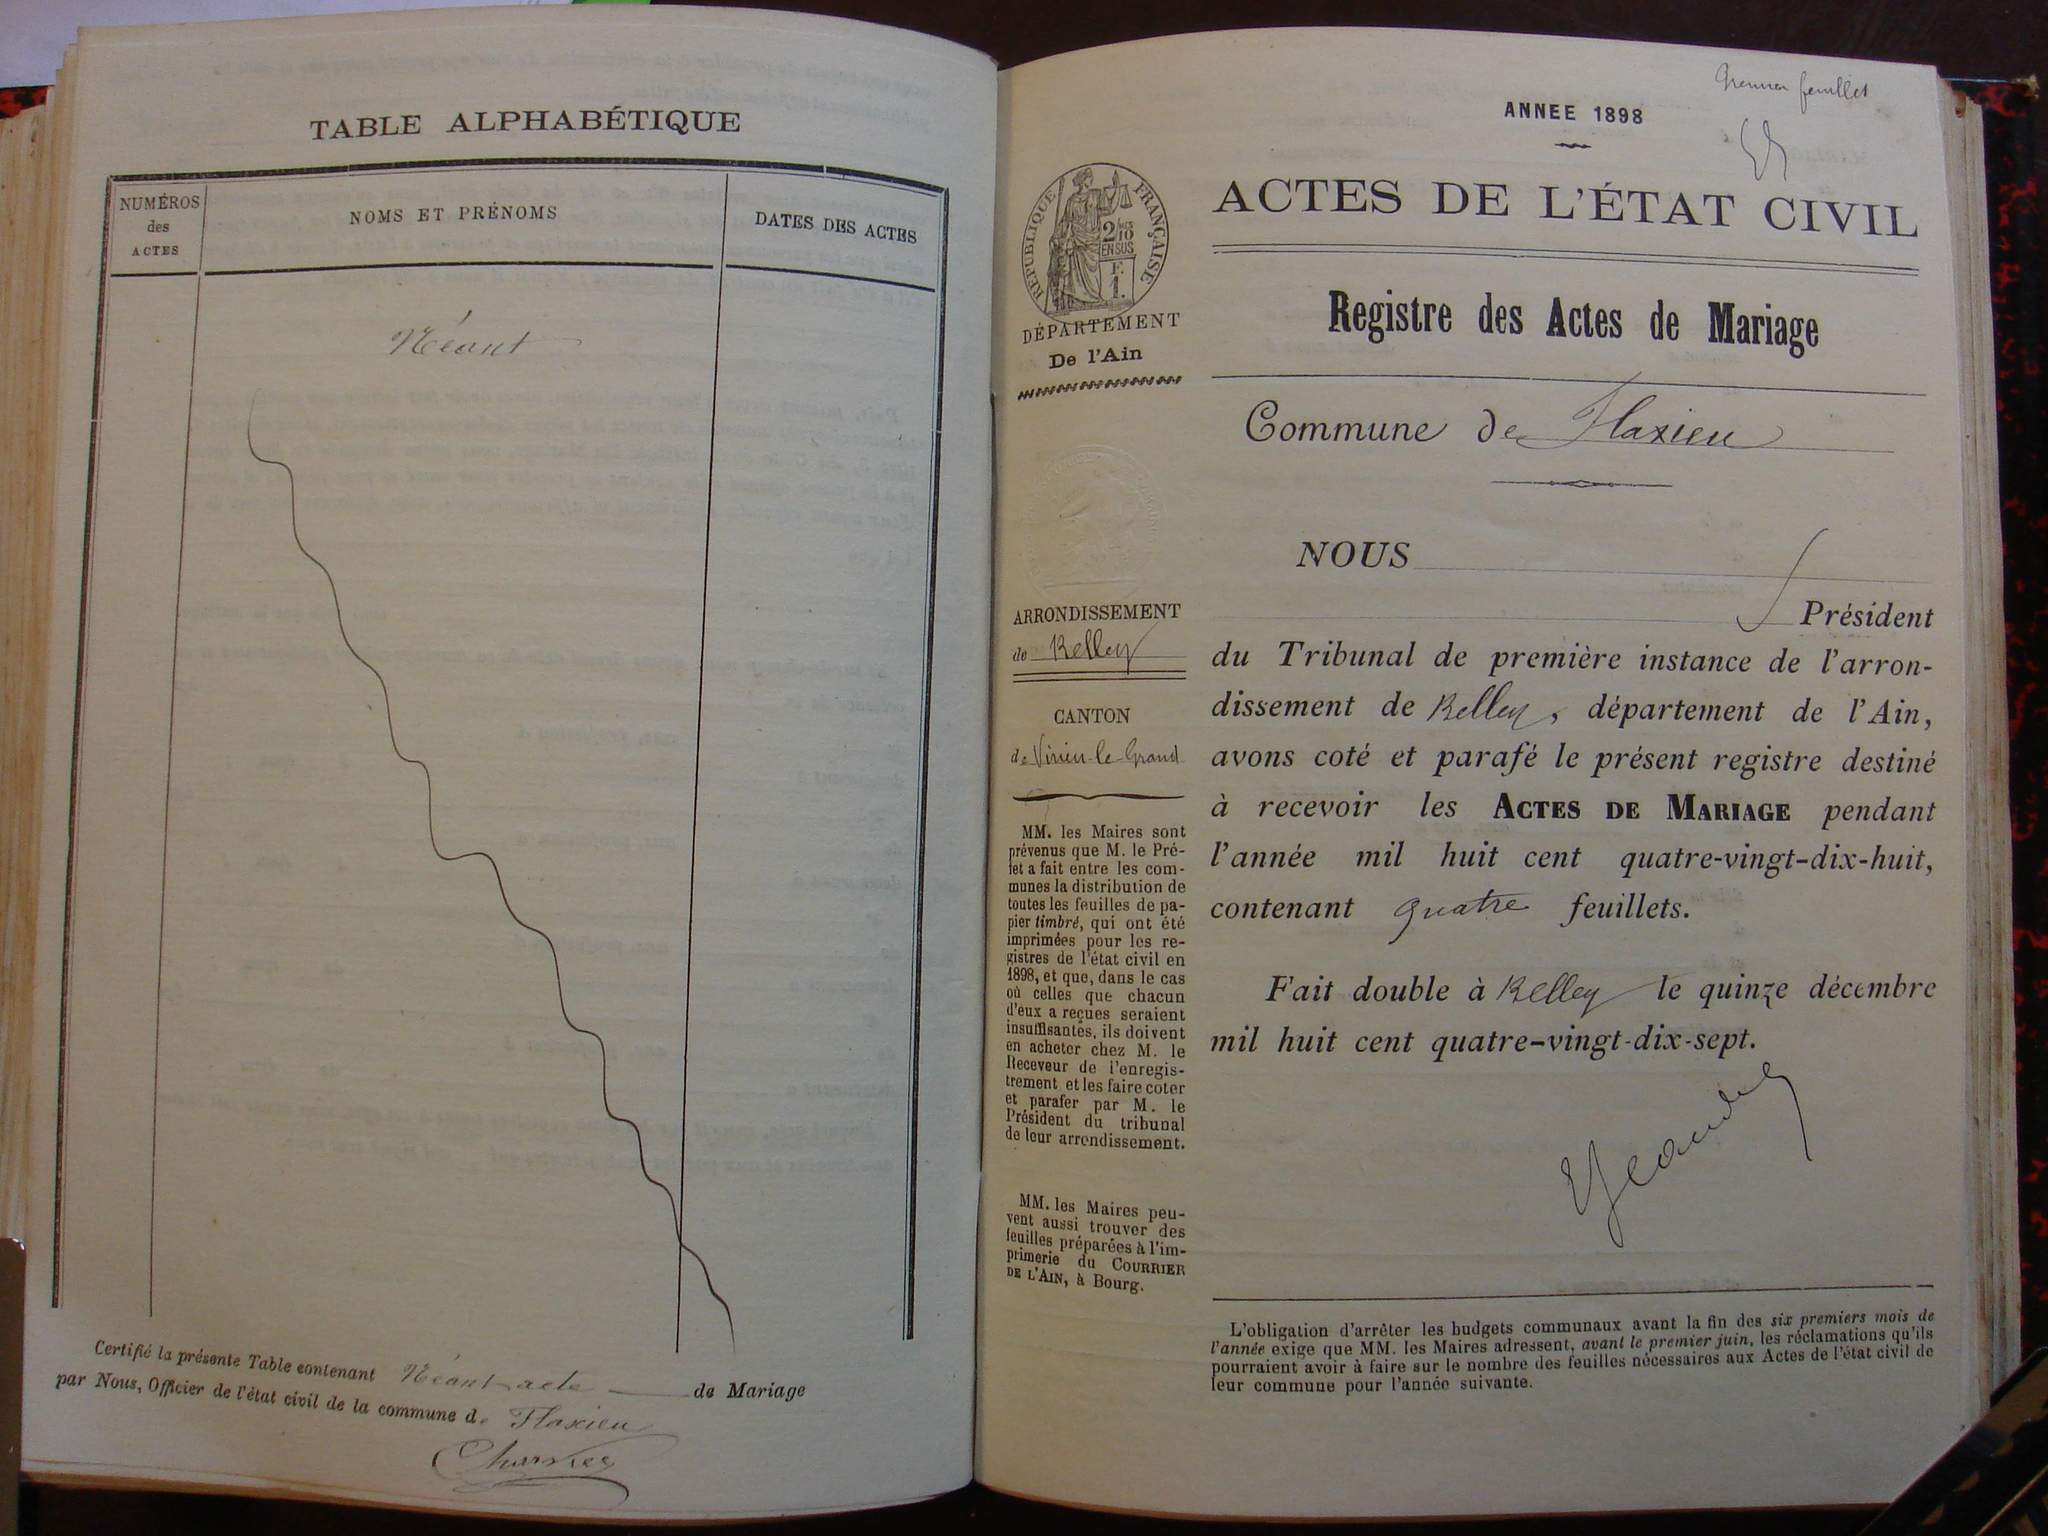 TABLE ALPHABÉTIQUE
NUMÉROS
des
ACTES
NOMS ET PRÉNOMS
DATES DES ACTES
Néant
Certifié la présente Table contenant Néant acte de Mariage
par Nous, Officier de l'état civil de la commune de Flaxieu
feuillet
ANNEE 1898
ACTES DE L'ÉTAT CIVIL
RÉPUBLIQUE FRANÇAISE
2/10
EN SUS
F.
1.
DÉPARTEMENT
De l'Ain
Registre des Actes de Mariage
Commune de Flaxieu
NOUS
Président
du Tribunal de première instance de l'arron-
dissement de Belley, département de l'Ain,
avons coté et parafé le présent registre destiné
à recevoir les ACTES DE MARIAGE pendant
l'année mil huit cent quatre-vingt-dix-huit,
contenant quatre feuillets.
Fait double à Belley le quinze décembre
mil huit cent quatre-vingt-dix-sept.
ARRONDISSEMENT
de Belley
CANTON
de Virieu-le-Grand
MM. les Maires sont
prévenus que M. le Pré-
fet a fait entre les com-
munes la distribution de
toutes les feuilles de pa-
pier timbré, qui ont été
imprimées pour les re-
gistres de l'état civil en
1898, et que, dans le cas
où celles que chacun
d'eux a reçues seraient
insuffisantes, ils doivent
en acheter chez M. le
Receveur de l'enregis-
trement et les faire coter
et parafer par M. le
Président du tribunal
de leur arrondissement.
MM. les Maires peu-
vent aussi trouver des
feuilles préparées à l'im-
primerie du COURRIER
DE L'AIN, à Bourg.
L'obligation d'arrêter les budgets communaux avant la fin des six premiers mois de
l'année exige que MM. les Maires adressent, avant le premier juin, les réclamations qu'ils
pourraient avoir à faire sur le nombre des feuilles nécessaires aux Actes de l'état civil de
leur commune pour l'année suivante.